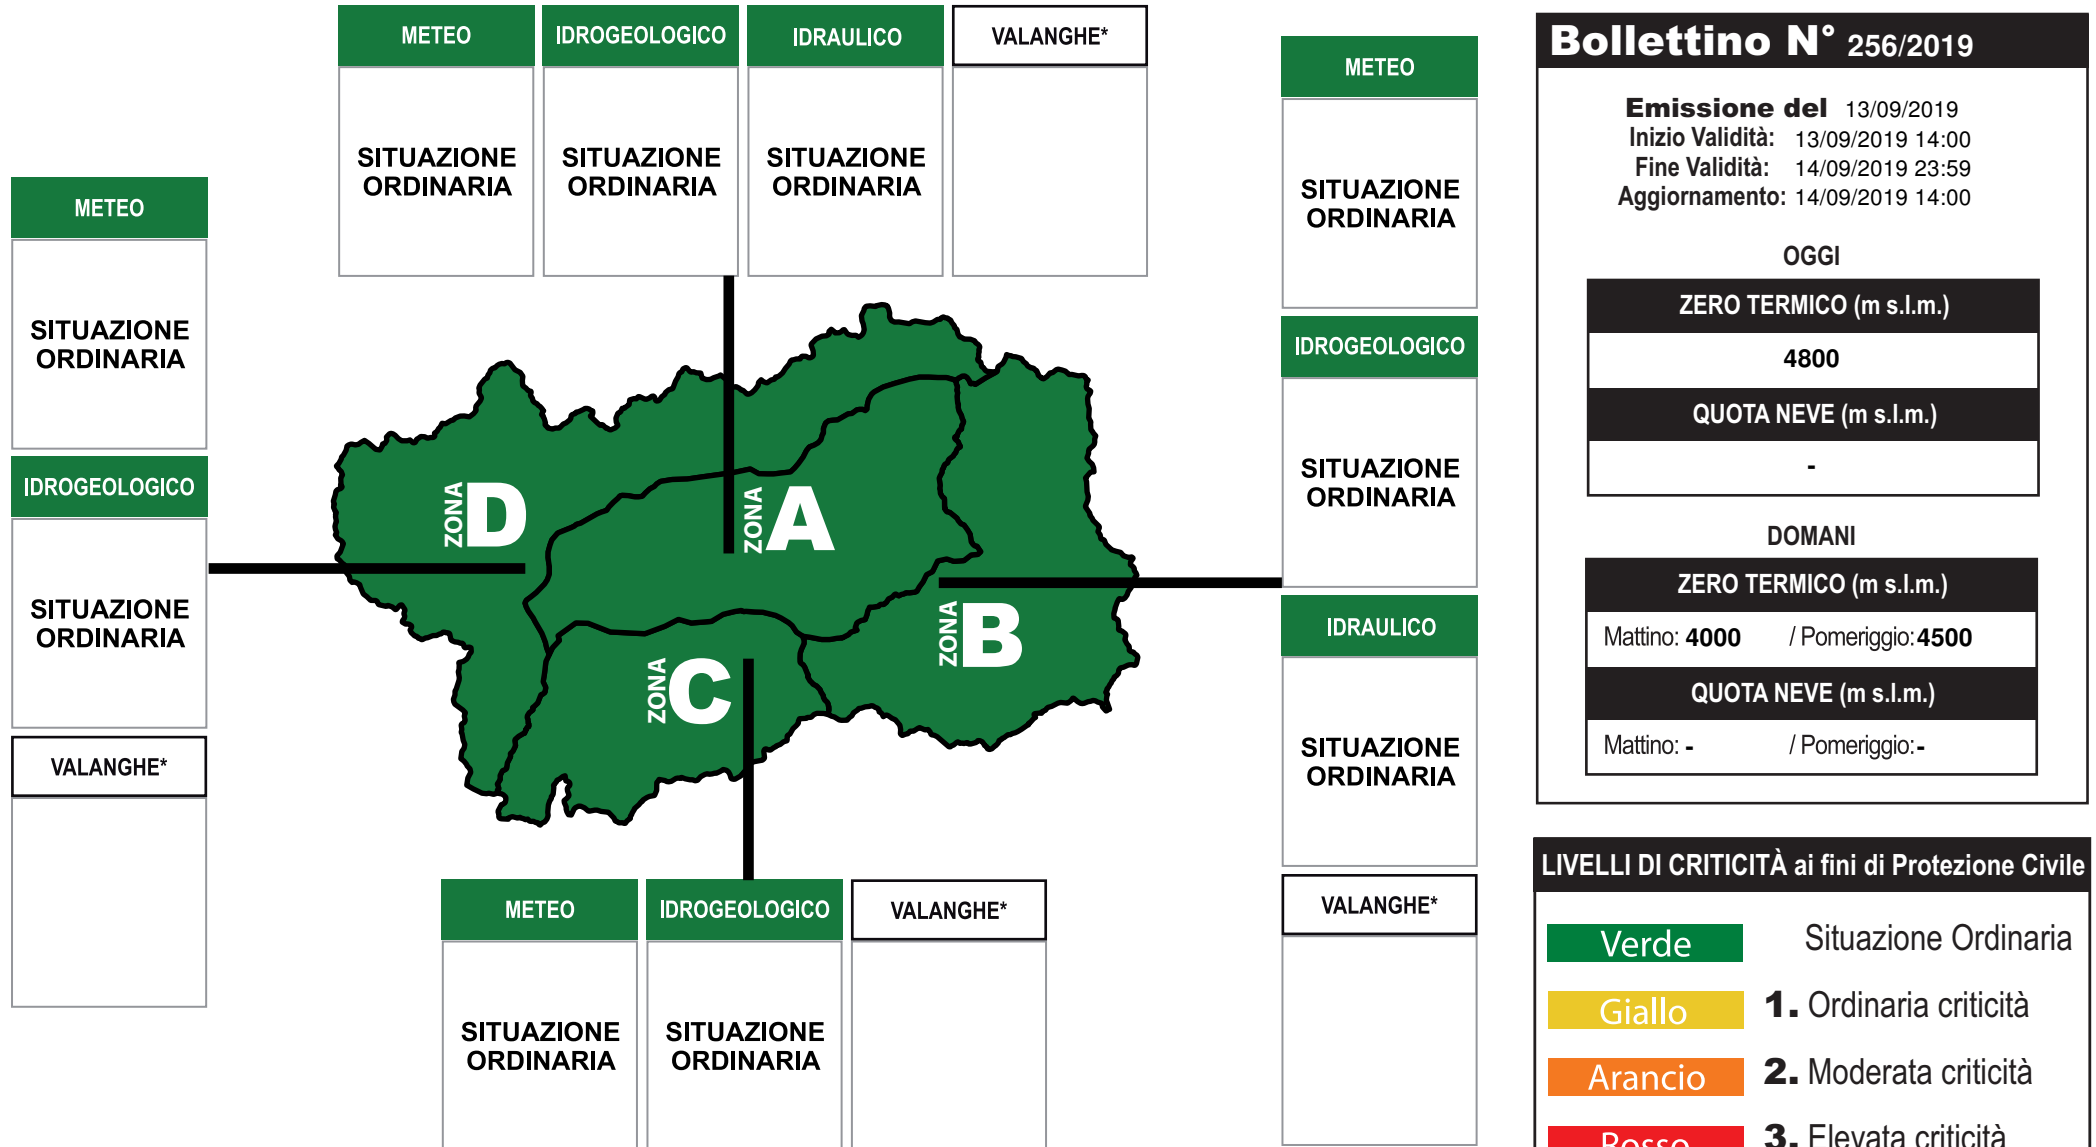 METEO
IDROGEOLOGICO
IDRAULICO
VALANGHE*
SITUAZIONE
ORDINARIA
SITUAZIONE
ORDINARIA
SITUAZIONE
ORDINARIA
METEO
SITUAZIONE
ORDINARIA
IDROGEOLOGICO
SITUAZIONE
ORDINARIA
VALANGHE*
ZONA D
ZONA A
ZONA B
ZONA C
METEO
SITUAZIONE
ORDINARIA
IDROGEOLOGICO
SITUAZIONE
ORDINARIA
IDRAULICO
SITUAZIONE
ORDINARIA
VALANGHE*
METEO
IDROGEOLOGICO
VALANGHE*
SITUAZIONE
ORDINARIA
SITUAZIONE
ORDINARIA
Bollettino N° 256/2019
Emissione del 13/09/2019
Inizio Validità: 13/09/2019 14:00
Fine Validità: 14/09/2019 23:59
Aggiornamento: 14/09/2019 14:00
OGGI
ZERO TERMICO (m s.l.m.)
4800
QUOTA NEVE (m s.l.m.)
-
DOMANI
ZERO TERMICO (m s.l.m.)
Mattino: 4000 / Pomeriggio: 4500
QUOTA NEVE (m s.l.m.)
Mattino: - / Pomeriggio: -
LIVELLI DI CRITICITÀ ai fini di Protezione Civile
Verde Situazione Ordinaria
Giallo 1. Ordinaria criticità
Arancio 2. Moderata criticità
Rosso 3. Elevata criticità